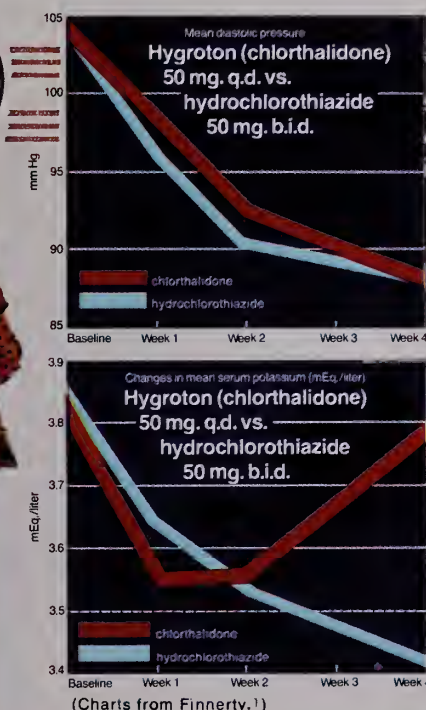 Mean diastolic pressure
Hygroton (chlorthalidone)
50 mg. q.d. vs.
hydrochlorothiazide
50 mg. b.i.d.
105
100
95
90
85
mm Hg
chlorthalidone
hydrochlorothiazide
Baseline Week 1 Week 2 Week 3 Week 4
Changes in mean serum potassium (mEq./liter)
Hygroton (chlorthalidone)
50 mg. q.d. vs.
hydrochlorothiazide
50 mg. b.i.d.
3.9
3.8
3.7
3.6
3.5
3.4
mEq./liter
chlorthalidone
hydrochlorothiazide
Baseline Week 1 Week 2 Week 3 Week
(Charts from Finnerty.1)